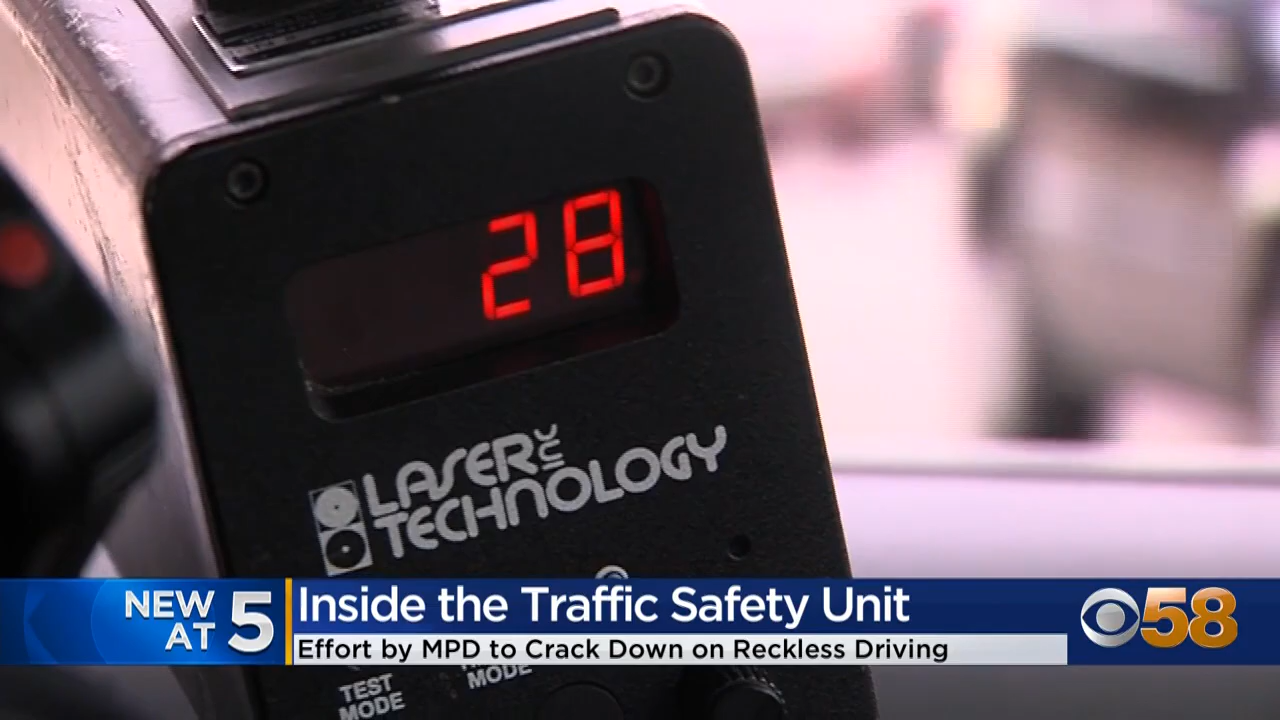 28
LASER INC
TECHNOLOGY
NEW AT 5
Inside the Traffic Safety Unit
Effort by MPD to Crack Down on Reckless Driving
CBS 58
TEST MODE
MODE